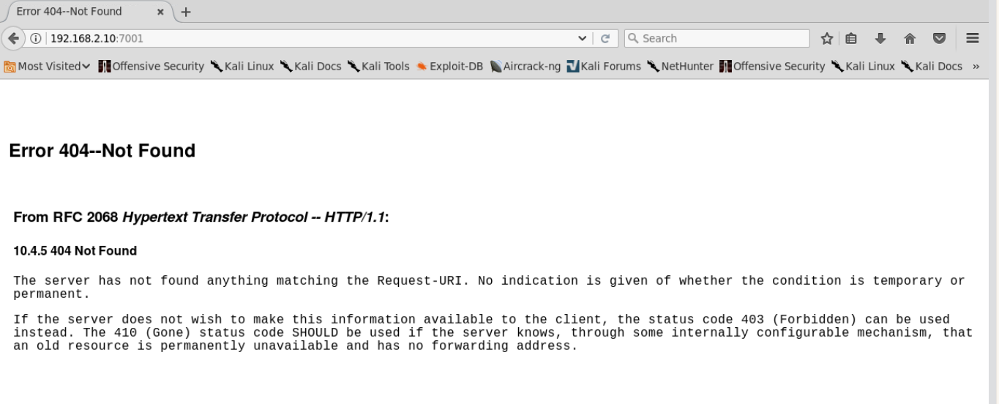 Error 404--Not Found
192.168.2.10:7001
Search
Most Visited Offensive Security Kali Linux Kali Docs Kali Tools Exploit-DB Aircrack-ng Kali Forums NetHunter Offensive Security Kali Linux Kali Docs »
Error 404--Not Found
From RFC 2068 Hypertext Transfer Protocol -- HTTP/1.1:
10.4.5 404 Not Found
The server has not found anything matching the Request-URI. No indication is given of whether the condition is temporary or
permanent.
If the server does not wish to make this information available to the client, the status code 403 (Forbidden) can be used
instead. The 410 (Gone) status code SHOULD be used if the server knows, through some internally configurable mechanism, that
an old resource is permanently unavailable and has no forwarding address.